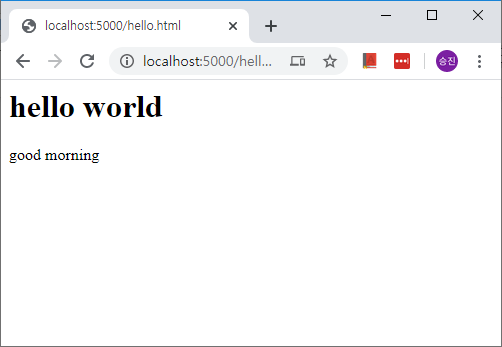 localhost:5000/hello.html
localhost:5000/hell...
승진
hello world
good morning